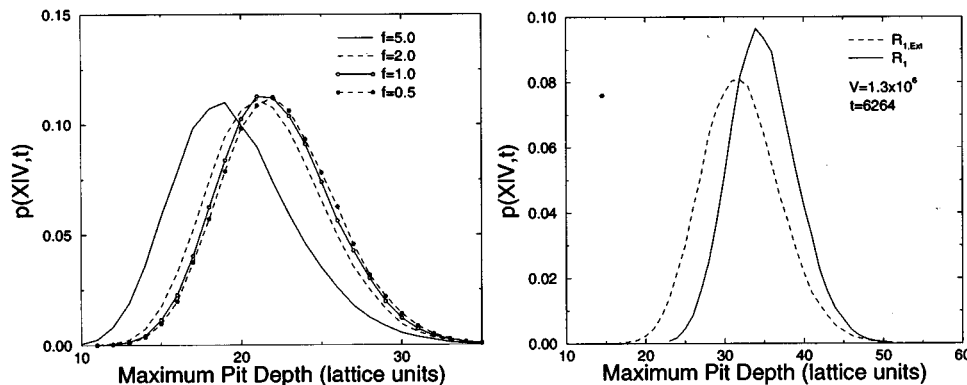 0.15
0.10
0.05
0.00
p(X|V,t)
f=5.0
f=2.0
f=1.0
f=0.5
10
20
30
Maximum Pit Depth (lattice units)
0.10
0.08
0.06
0.04
0.02
0.00
p(X|V,t)
R1,Ext
R1
V=1.3x10^6
t=6264
10
20
30
40
50
60
Maximum Pit Depth (lattice units)